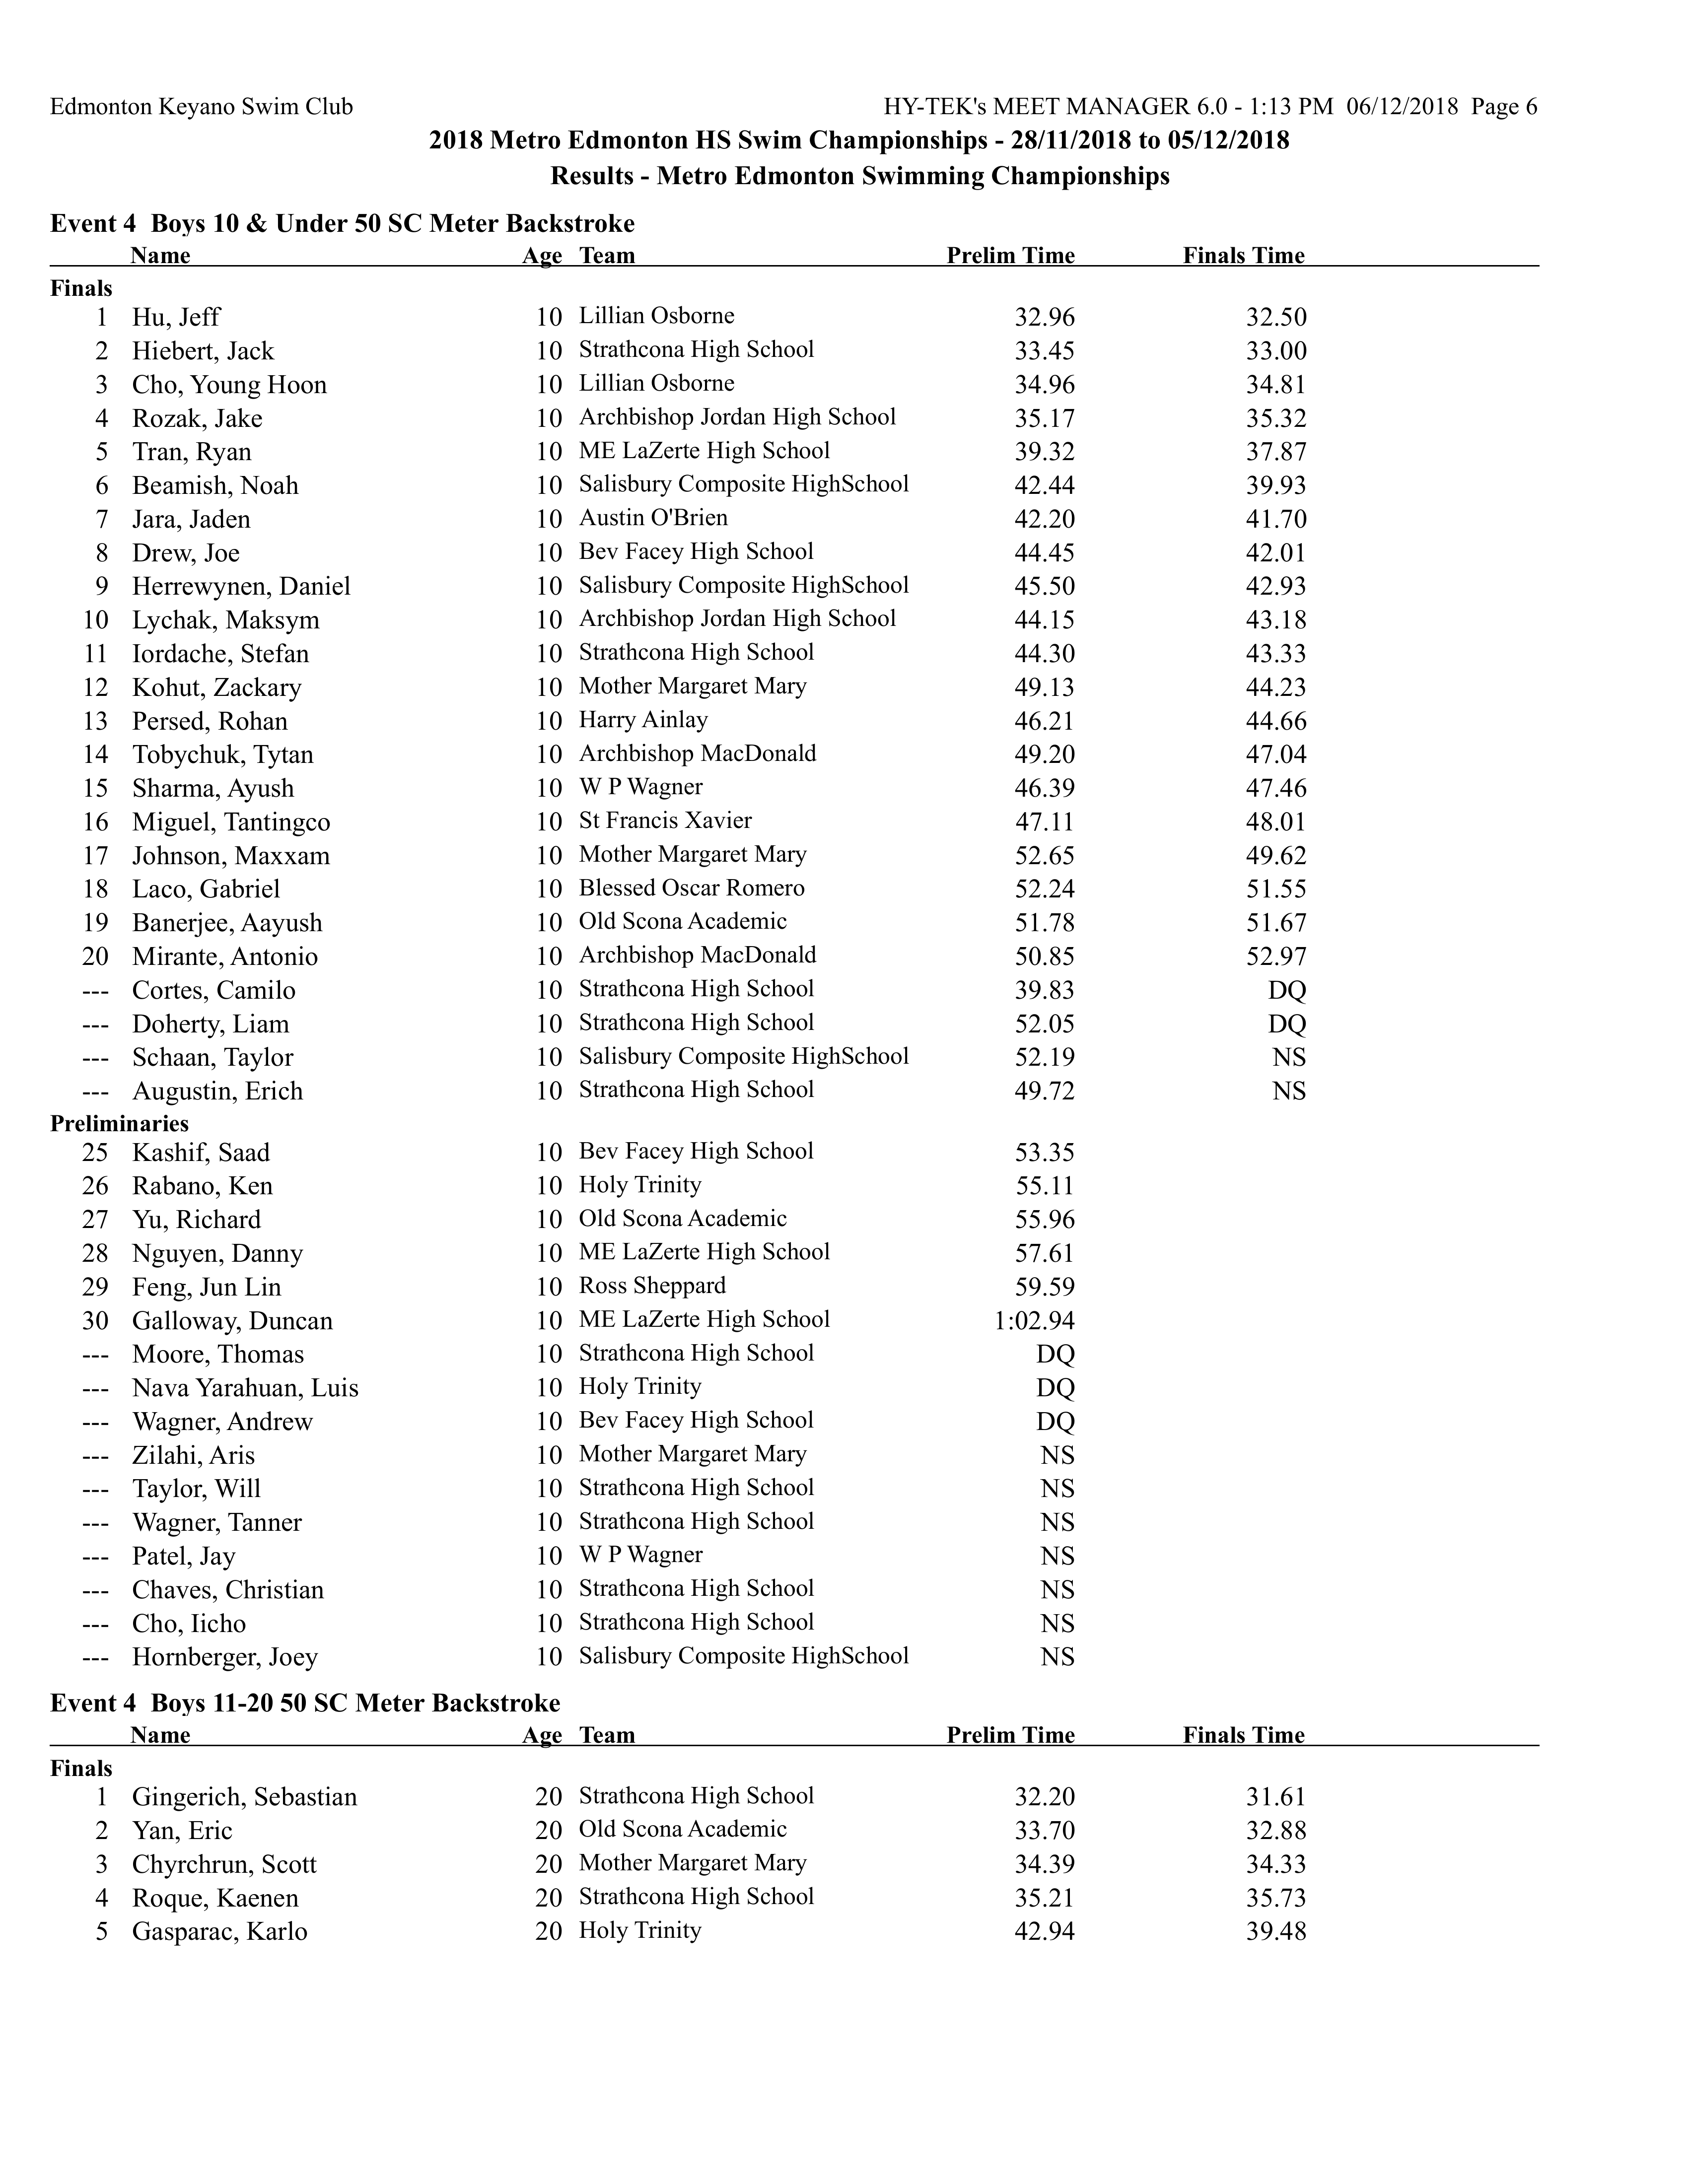 Edmonton Keyano Swim Club HY-TEK's MEET MANAGER 6.0 - 1:13 PM 06/12/2018 Page 6
2018 Metro Edmonton HS Swim Championships - 28/11/2018 to 05/12/2018
Results - Metro Edmonton Swimming Championships
Event 4 Boys 10 & Under 50 SC Meter Backstroke
Name Age Team Prelim Time Finals Time
Finals
1 Hu, Jeff 10 Lillian Osborne 32.96 32.50
2 Hiebert, Jack 10 Strathcona High School 33.45 33.00
3 Cho, Young Hoon 10 Lillian Osborne 34.96 34.81
4 Rozak, Jake 10 Archbishop Jordan High School 35.17 35.32
5 Tran, Ryan 10 ME LaZerte High School 39.32 37.87
6 Beamish, Noah 10 Salisbury Composite HighSchool 42.44 39.93
7 Jara, Jaden 10 Austin O'Brien 42.20 41.70
8 Drew, Joe 10 Bev Facey High School 44.45 42.01
9 Herrewynen, Daniel 10 Salisbury Composite HighSchool 45.50 42.93
10 Lychak, Maksym 10 Archbishop Jordan High School 44.15 43.18
11 Iordache, Stefan 10 Strathcona High School 44.30 43.33
12 Kohut, Zackary 10 Mother Margaret Mary 49.13 44.23
13 Persed, Rohan 10 Harry Ainlay 46.21 44.66
14 Tobychuk, Tytan 10 Archbishop MacDonald 49.20 47.04
15 Sharma, Ayush 10 W P Wagner 46.39 47.46
16 Miguel, Tantingco 10 St Francis Xavier 47.11 48.01
17 Johnson, Maxxam 10 Mother Margaret Mary 52.65 49.62
18 Laco, Gabriel 10 Blessed Oscar Romero 52.24 51.55
19 Banerjee, Aayush 10 Old Scona Academic 51.78 51.67
20 Mirante, Antonio 10 Archbishop MacDonald 50.85 52.97
--- Cortes, Camilo 10 Strathcona High School 39.83 DQ
--- Doherty, Liam 10 Strathcona High School 52.05 DQ
--- Schaan, Taylor 10 Salisbury Composite HighSchool 52.19 NS
--- Augustin, Erich 10 Strathcona High School 49.72 NS
Preliminaries
25 Kashif, Saad 10 Bev Facey High School 53.35
26 Rabano, Ken 10 Holy Trinity 55.11
27 Yu, Richard 10 Old Scona Academic 55.96
28 Nguyen, Danny 10 ME LaZerte High School 57.61
29 Feng, Jun Lin 10 Ross Sheppard 59.59
30 Galloway, Duncan 10 ME LaZerte High School 1:02.94
--- Moore, Thomas 10 Strathcona High School DQ
--- Nava Yarahuan, Luis 10 Holy Trinity DQ
--- Wagner, Andrew 10 Bev Facey High School DQ
--- Zilahi, Aris 10 Mother Margaret Mary NS
--- Taylor, Will 10 Strathcona High School NS
--- Wagner, Tanner 10 Strathcona High School NS
--- Patel, Jay 10 W P Wagner NS
--- Chaves, Christian 10 Strathcona High School NS
--- Cho, Iicho 10 Strathcona High School NS
--- Hornberger, Joey 10 Salisbury Composite HighSchool NS
Event 4 Boys 11-20 50 SC Meter Backstroke
Name Age Team Prelim Time Finals Time
Finals
1 Gingerich, Sebastian 20 Strathcona High School 32.20 31.61
2 Yan, Eric 20 Old Scona Academic 33.70 32.88
3 Chyrchrun, Scott 20 Mother Margaret Mary 34.39 34.33
4 Roque, Kaenen 20 Strathcona High School 35.21 35.73
5 Gasparac, Karlo 20 Holy Trinity 42.94 39.48